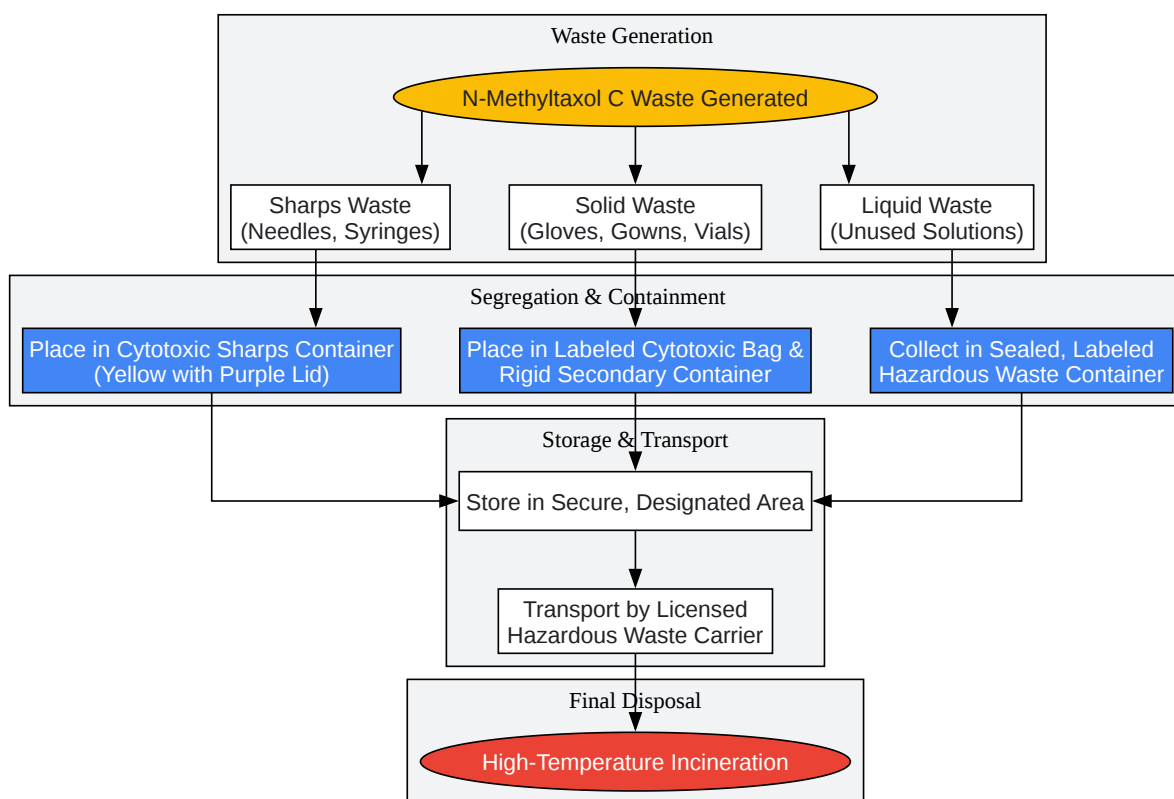 Waste Generation
N-Methyltaxol C Waste Generated
Sharps Waste
(Needles, Syringes)
Solid Waste
(Gloves, Gowns, Vials)
Liquid Waste
(Unused Solutions)
Segregation & Containment
Place in Cytotoxic Sharps Container
(Yellow with Purple Lid)
Place in Labeled Cytotoxic Bag &
Rigid Secondary Container
Collect in Sealed, Labeled
Hazardous Waste Container
Storage & Transport
Store in Secure, Designated Area
Transport by Licensed
Hazardous Waste Carrier
Final Disposal
High-Temperature Incineration